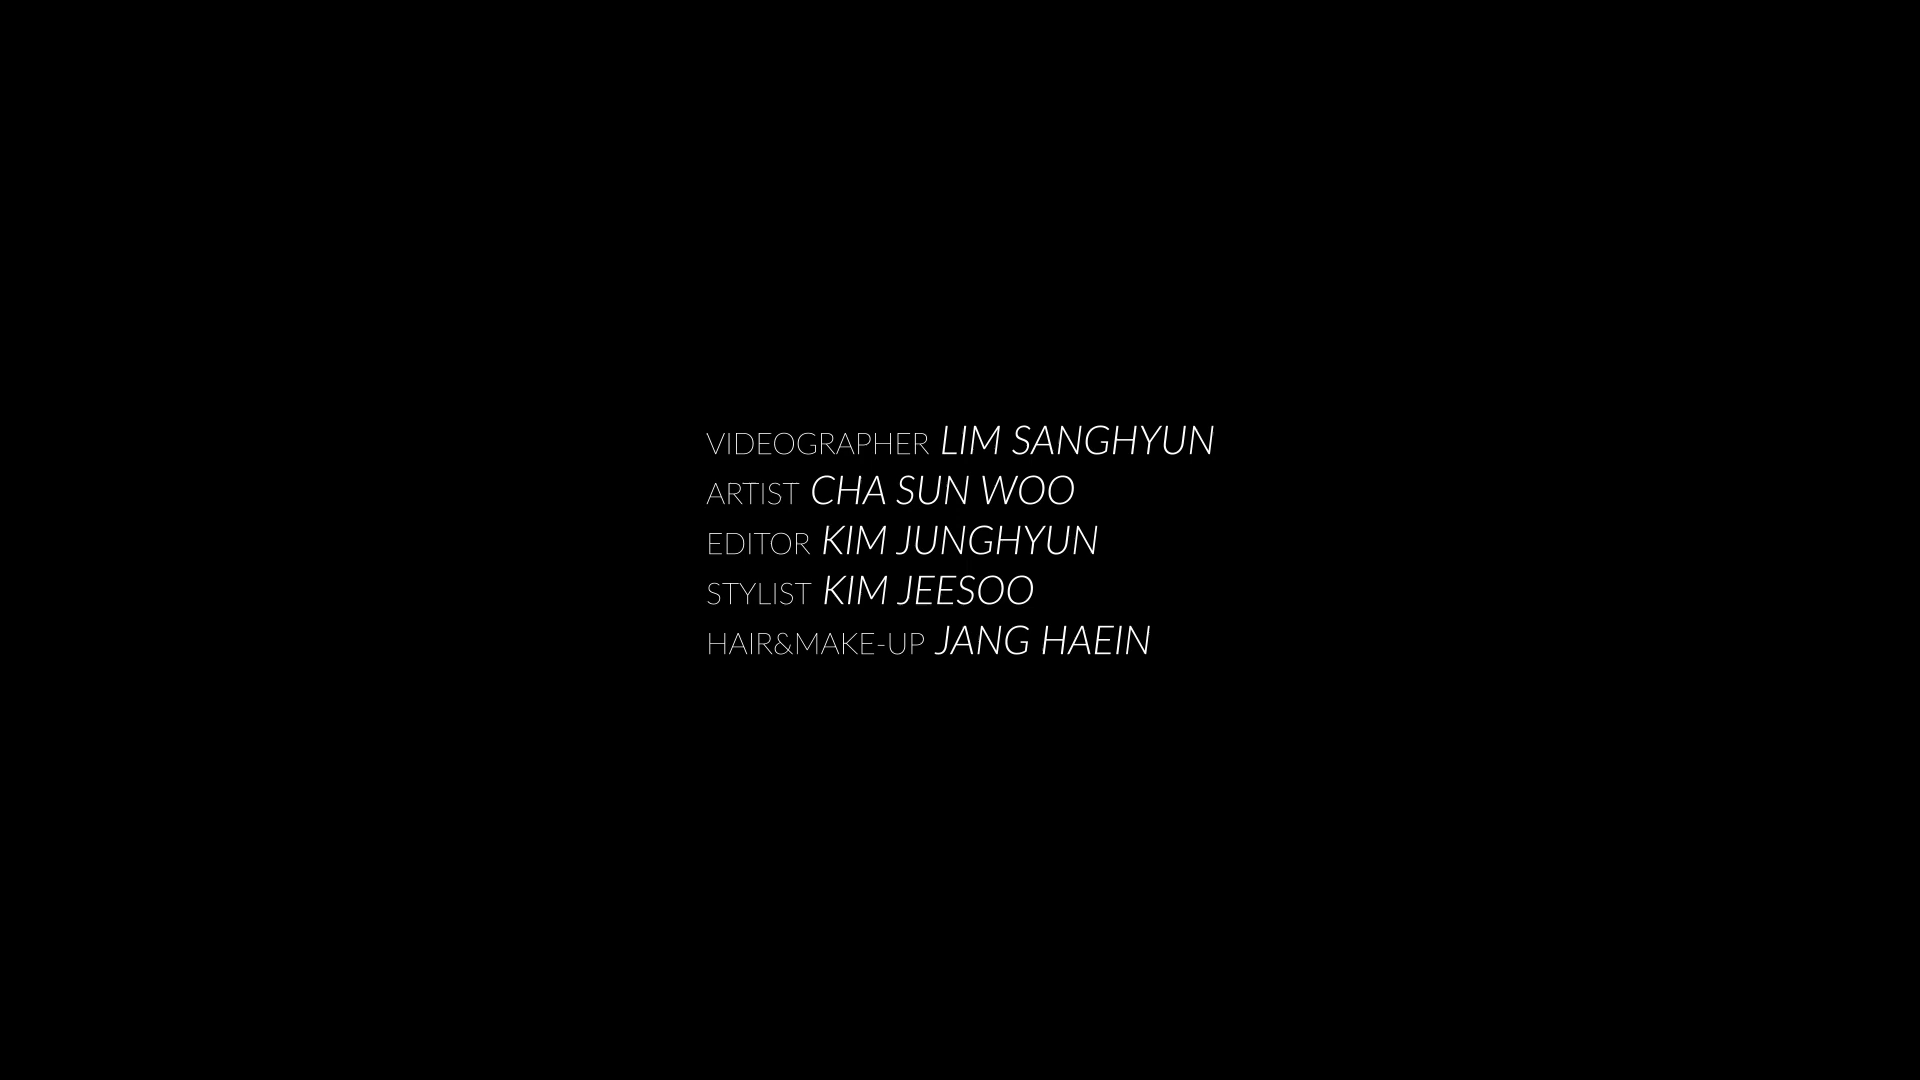 VIDEOGRAPHER LIM SANGHYUN
ARTIST CHA SUN WOO
EDITOR KIM JUNGHYUN
STYLIST KIM JEESOO
HAIR&MAKE-UP JANG HAEIN